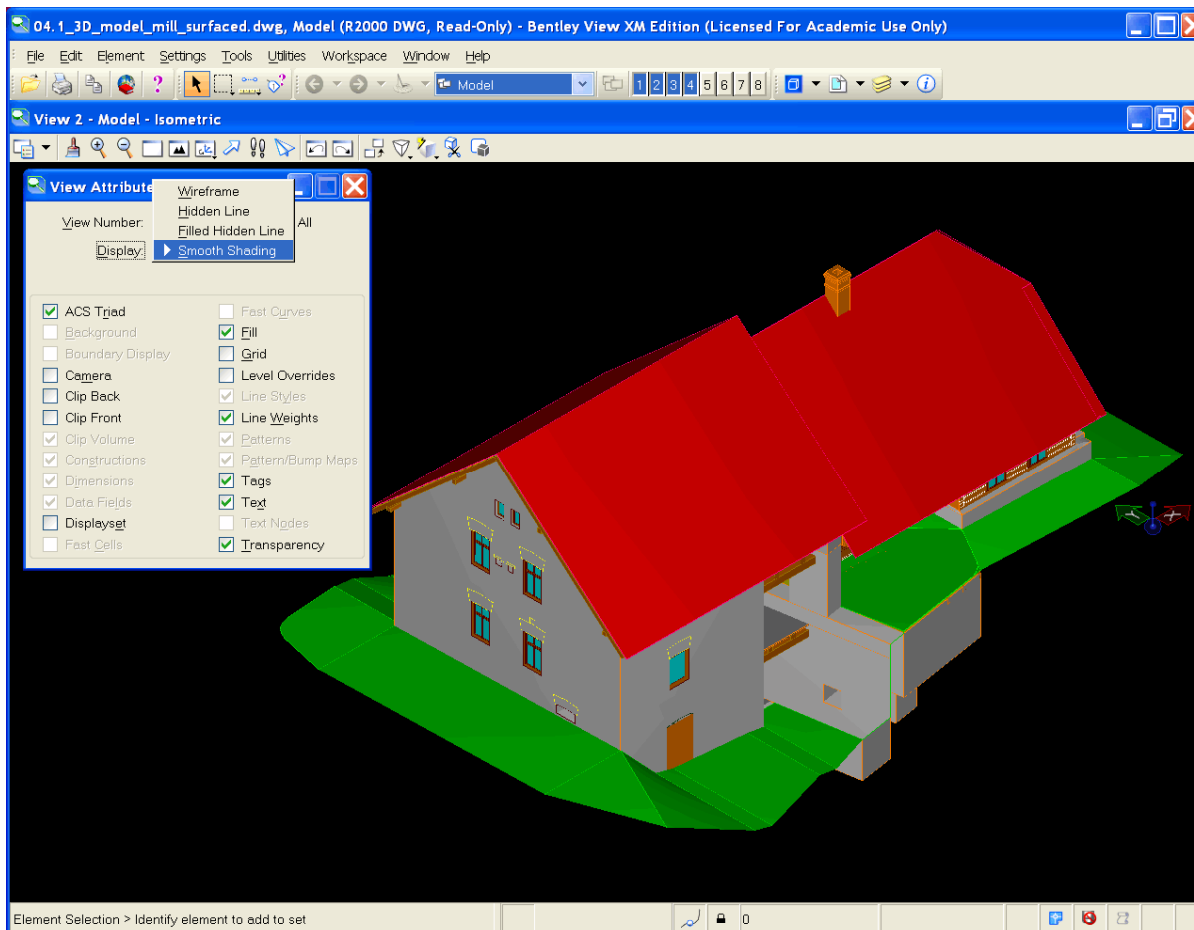 04.1_3D_model_mill_surfaced.dwg, Model (R2000 DWG, Read-Only) - Bentley View XM Edition (Licensed For Academic Use Only)
File Edit Element Settings Tools Utilities Workspace Window Help
Model 1 2 3 4 5 6 7 8
View 2 - Model - Isometric
View Attribute
Wireframe
Hidden Line
View Number: Filled Hidden Line All
Display: Smooth Shading
ACS Triad Fast Curves
Background Fill
Boundary Display Grid
Camera Level Overrides
Clip Back Line Styles
Clip Front Line Weights
Clip Volume Patterns
Constructions Pattern/Bump Maps
Dimensions Tags
Data Fields Text
Displayset Text Nodes
Fast Cells Transparency
Y X
Element Selection > Identify element to add to set 0